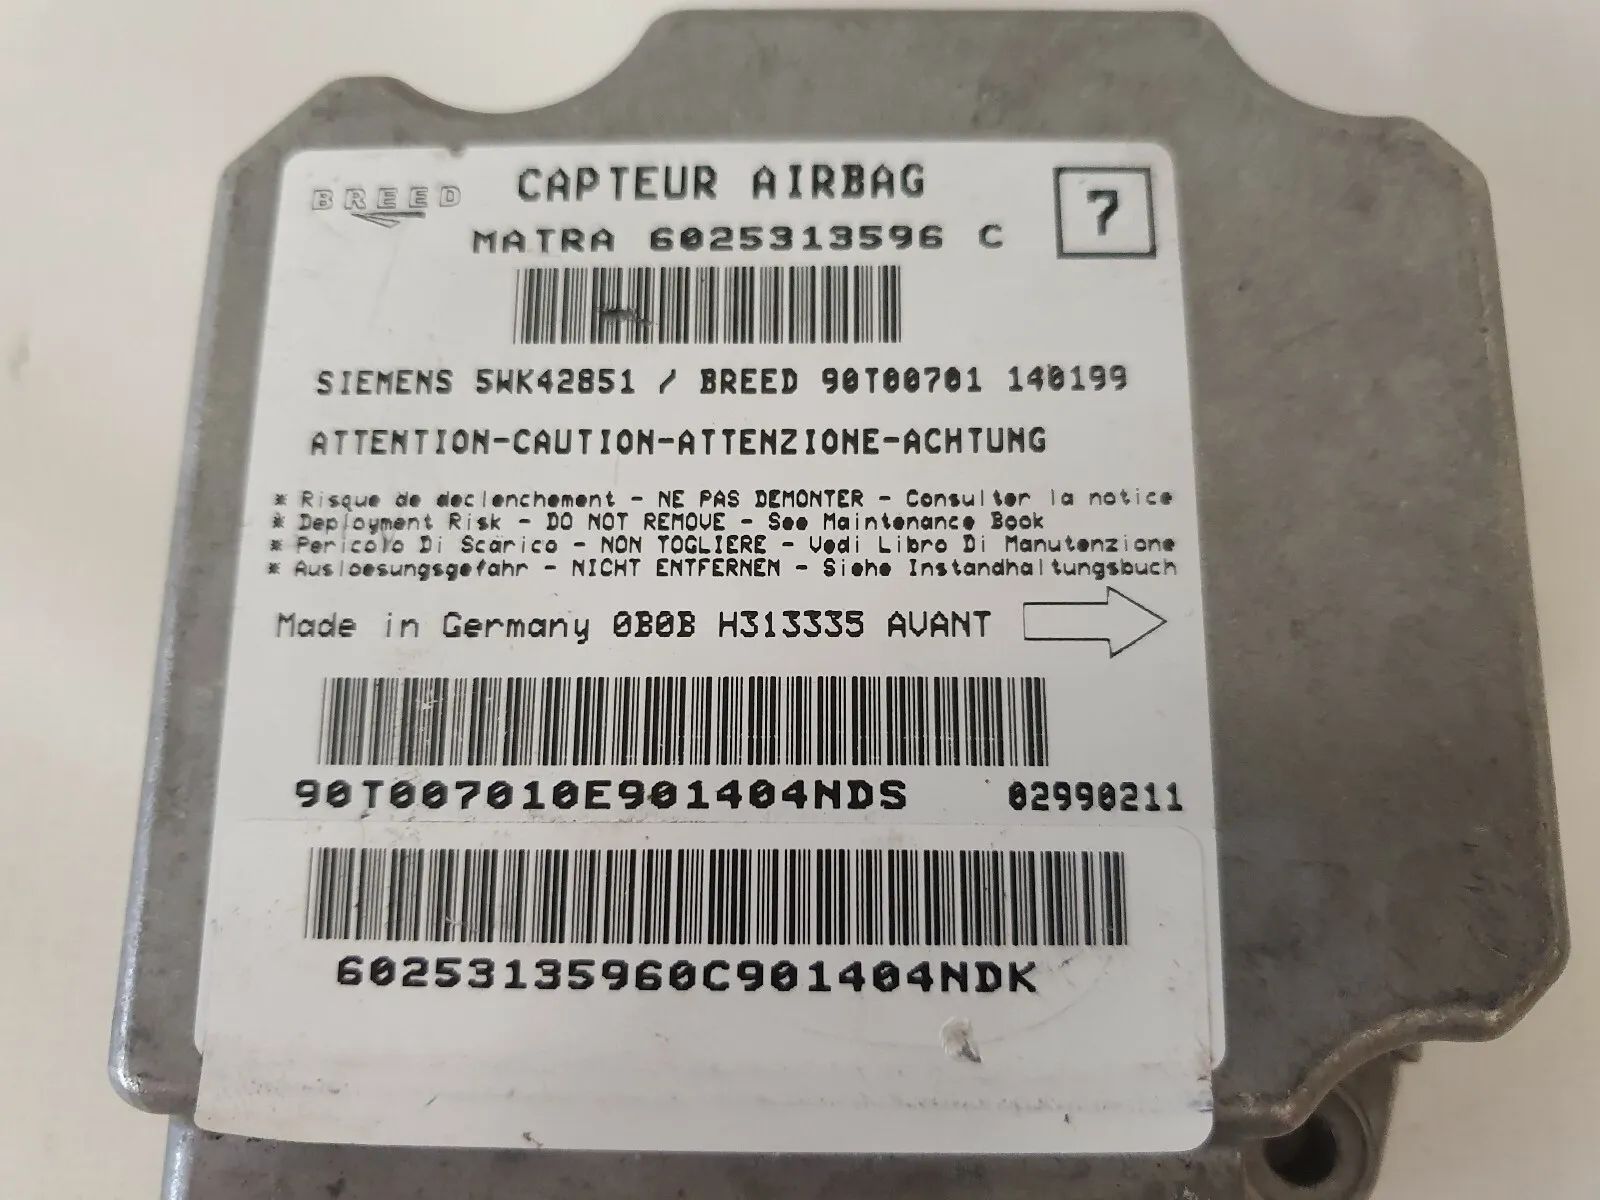 BREED
CAPTEUR AIRBAG
7
MATRA 6025313596 C
SIEMENS 5WK42851 / BREED 90T00701 140199
ATTENTION-CAUTION-ATTENZIONE-ACHTUNG
* Risque de declenchement - NE PAS DEMONTER - Consulter la notice
* Deployment Risk - DO NOT REMOVE - See Maintenance Book
* Pericolo Di Scarico - NON TOGLIERE - Vedi Libro Di Manutenzione
* Ausloesungsgefahr - NICHT ENTFERNEN - Siehe Instandhaltungsbuch
Made in Germany 0B0B H313335 AVANT
90T007010E901404NDS 02990211
60253135960C901404NDK